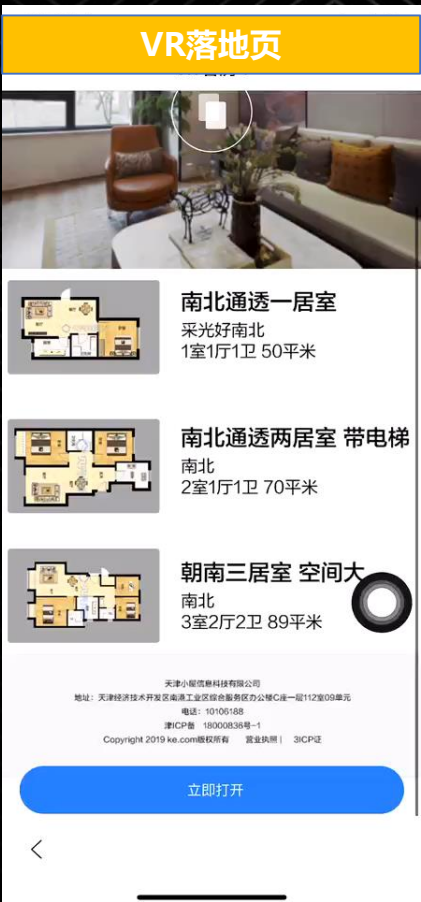 VR落地页
南北通透一居室
采光好南北
1室1厅1卫 50平米
南北通透两居室 带电梯
南北
2室1厅1卫 70平米
朝南三居室 空间大
南北
3室2厅2卫 89平米
天津小屋信息科技有限公司
地址：天津经济技术开发区南港工业区综合服务区办公楼C座一层112室09单元
电话：10106188
津ICP备 18000836号-1
Copyright 2019 ke.com版权所有 营业执照 | 3ICP证
立即打开